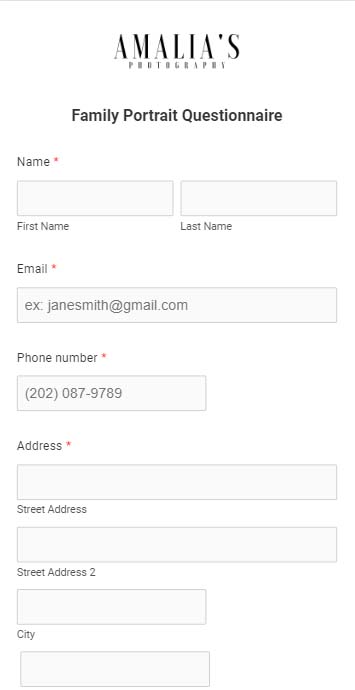 AMALIA'S
PHOTOGRAPHY
Family Portrait Questionnaire
Name *
First Name Last Name
Email *
ex: janesmith@gmail.com
Phone number *
(202) 087-9789
Address *
Street Address
Street Address 2
City